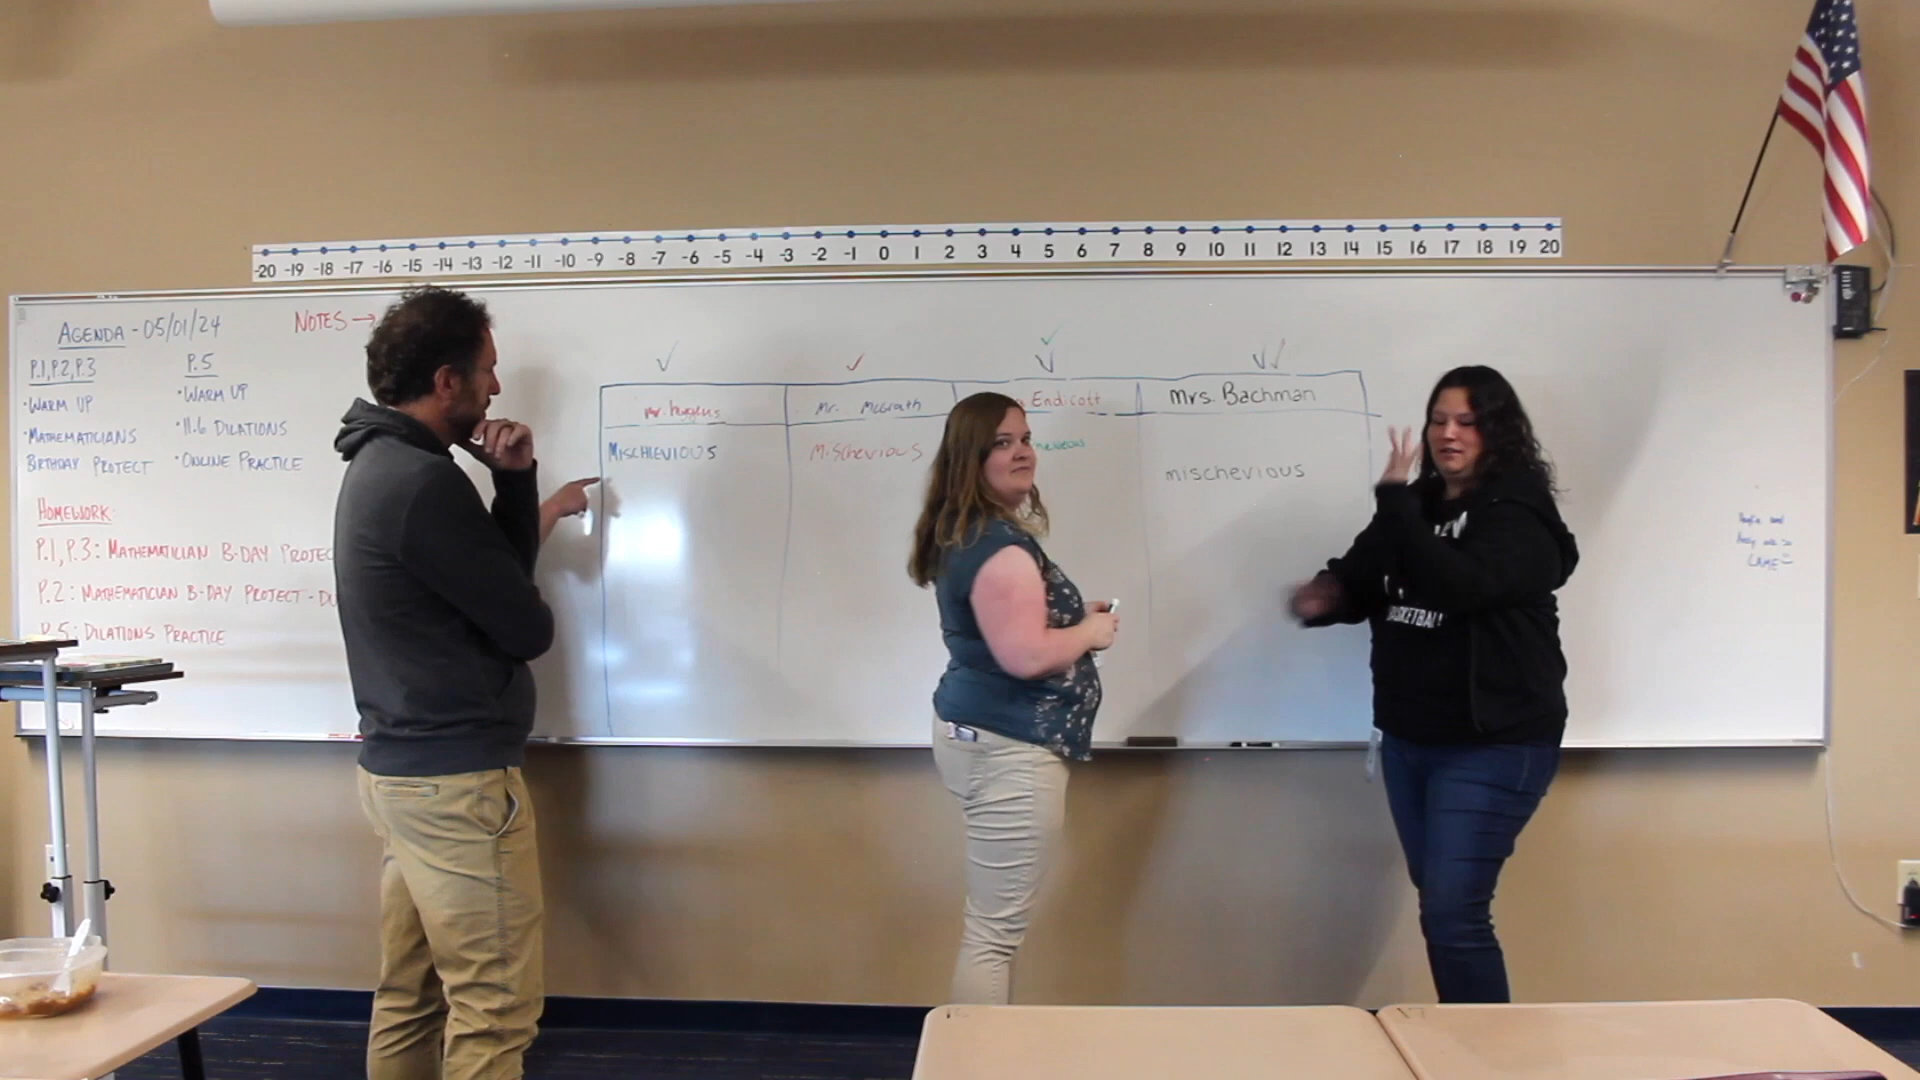 -20 -19 -18 -17 -16 -15 -14 -13 -12 -11 -10 -9 -8 -7 -6 -5 -4 -3 -2 -1 0 1 2 3 4 5 6 7 8 9 10 11 12 13 14 15 16 17 18 19 20
AGENDA - 05/01/24
NOTES →
P.1, P.2, P.3
• WARM UP
• MATHEMATICIANS
BIRTHDAY PROJECT
P.5
• WARM UP
• 11.6 DILATIONS
• ONLINE PRACTICE
HOMEWORK:
P.1, P.3: MATHEMATICIAN B-DAY PROJEC
P.2: MATHEMATICIAN B-DAY PROJECT - DU
P.5: DILATIONS PRACTICE
Mr.
MISCHIEVIOUS
Mr. McGrath
Mischevious
Endicott
Mrs. Bachman
mischevious
LAME
BASKETBALL